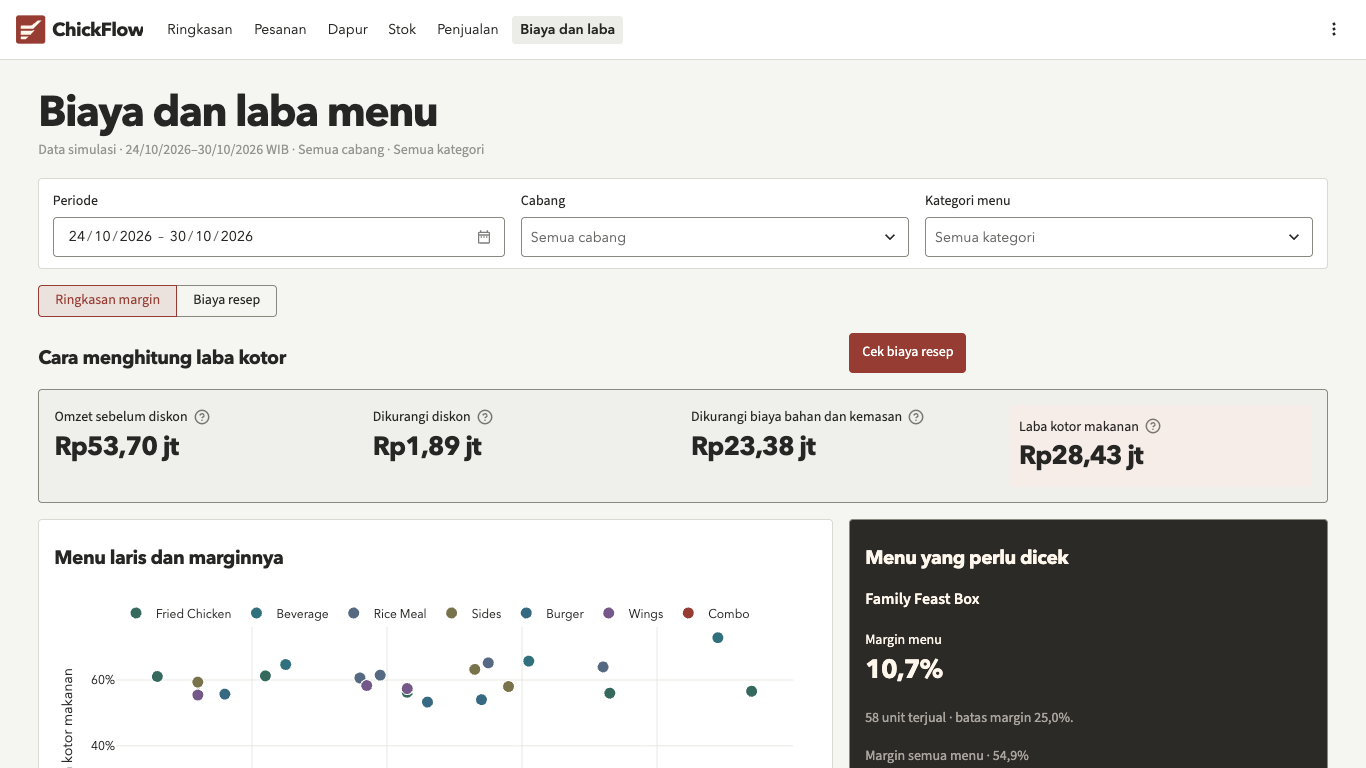 ChickFlow
Ringkasan
Pesanan
Dapur
Stok
Penjualan
Biaya dan laba
Biaya dan laba menu
Data simulasi · 24/10/2026–30/10/2026 WIB · Semua cabang · Semua kategori
Periode
24/10/2026 – 30/10/2026
Cabang
Semua cabang
Kategori menu
Semua kategori
Ringkasan margin
Biaya resep
Cara menghitung laba kotor
Cek biaya resep
Omzet sebelum diskon
Rp53,70 jt
Dikurangi diskon
Rp1,89 jt
Dikurangi biaya bahan dan kemasan
Rp23,38 jt
Laba kotor makanan
Rp28,43 jt
Menu laris dan marginnya
Fried Chicken
Beverage
Rice Meal
Sides
Burger
Wings
Combo
60%
40%
kotor makanan
Menu yang perlu dicek
Family Feast Box
Margin menu
10,7%
58 unit terjual · batas margin 25,0%.
Margin semua menu · 54,9%